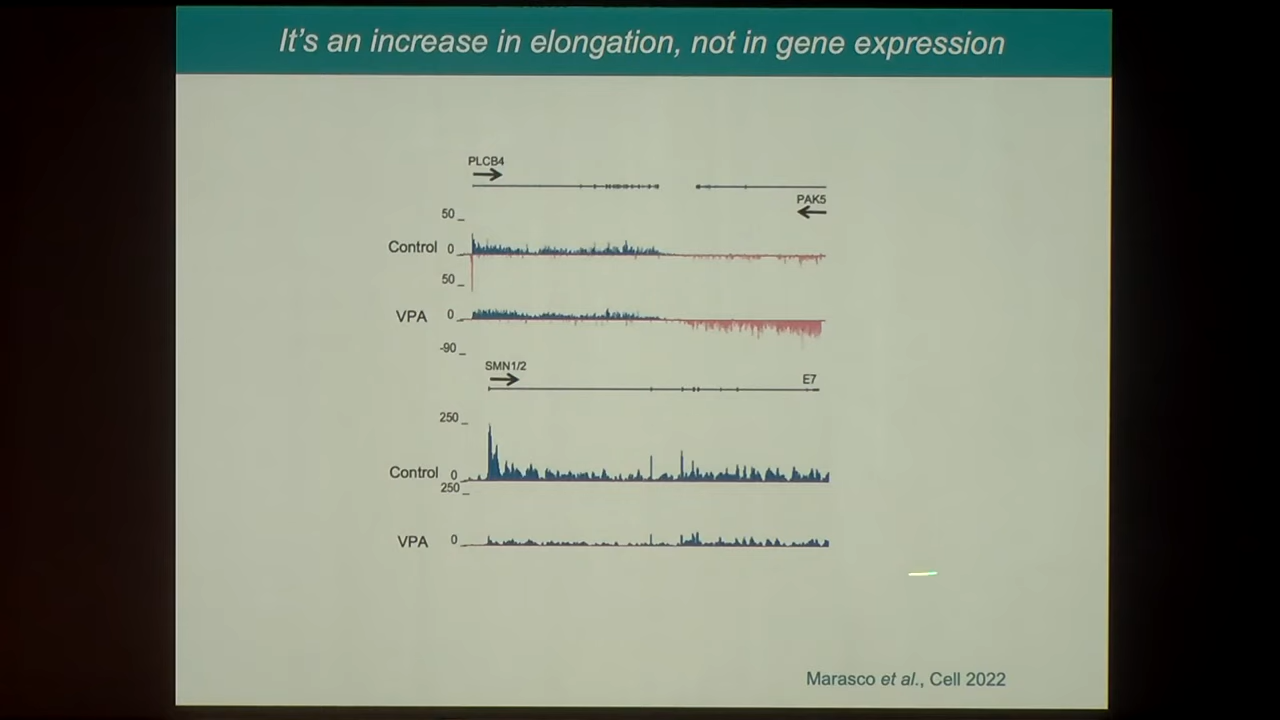 It's an increase in elongation, not in gene expression
PLCB4
PAK5
50
Control 0
50
VPA 0
-90
SMN1/2
E7
250
Control 0
250
VPA 0
Marasco et al., Cell 2022